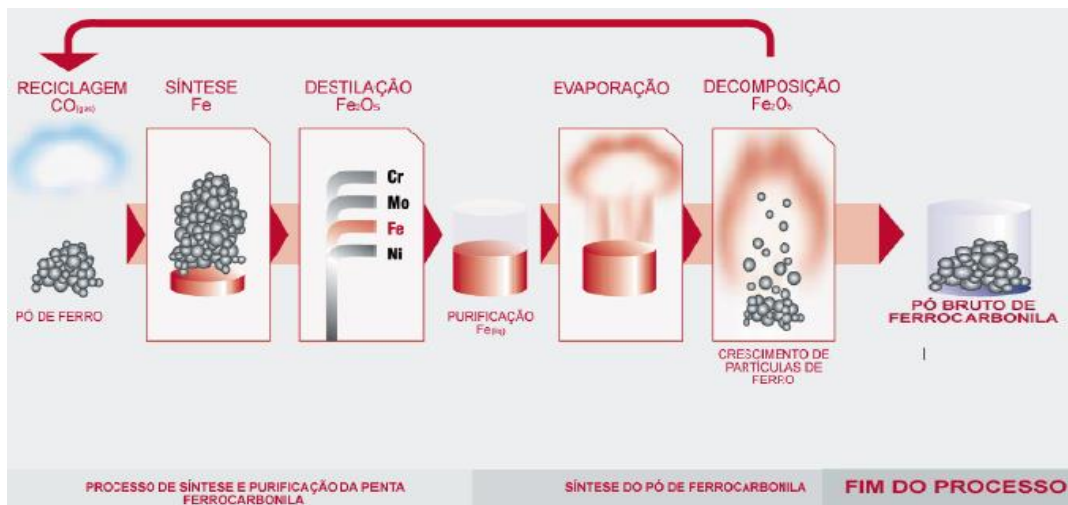 RECICLAGEM
CO(gas)
SÍNTESE
Fe
DESTILAÇÃO
Fe₂O₅
EVAPORAÇÃO
DECOMPOSIÇÃO
Fe₂O₅
Cr
Mo
Fe
Ni
PÓ DE FERRO
PURIFICAÇÃO
Fe(liq)
CRESCIMENTO DE
PARTÍCULAS DE
FERRO
PÓ BRUTO DE
FERROCARBONILA
PROCESSO DE SÍNTESE E PURIFICAÇÃO DA PENTA
FERROCARBONILA
SÍNTESE DO PÓ DE FERROCARBONILA
FIM DO PROCESSO